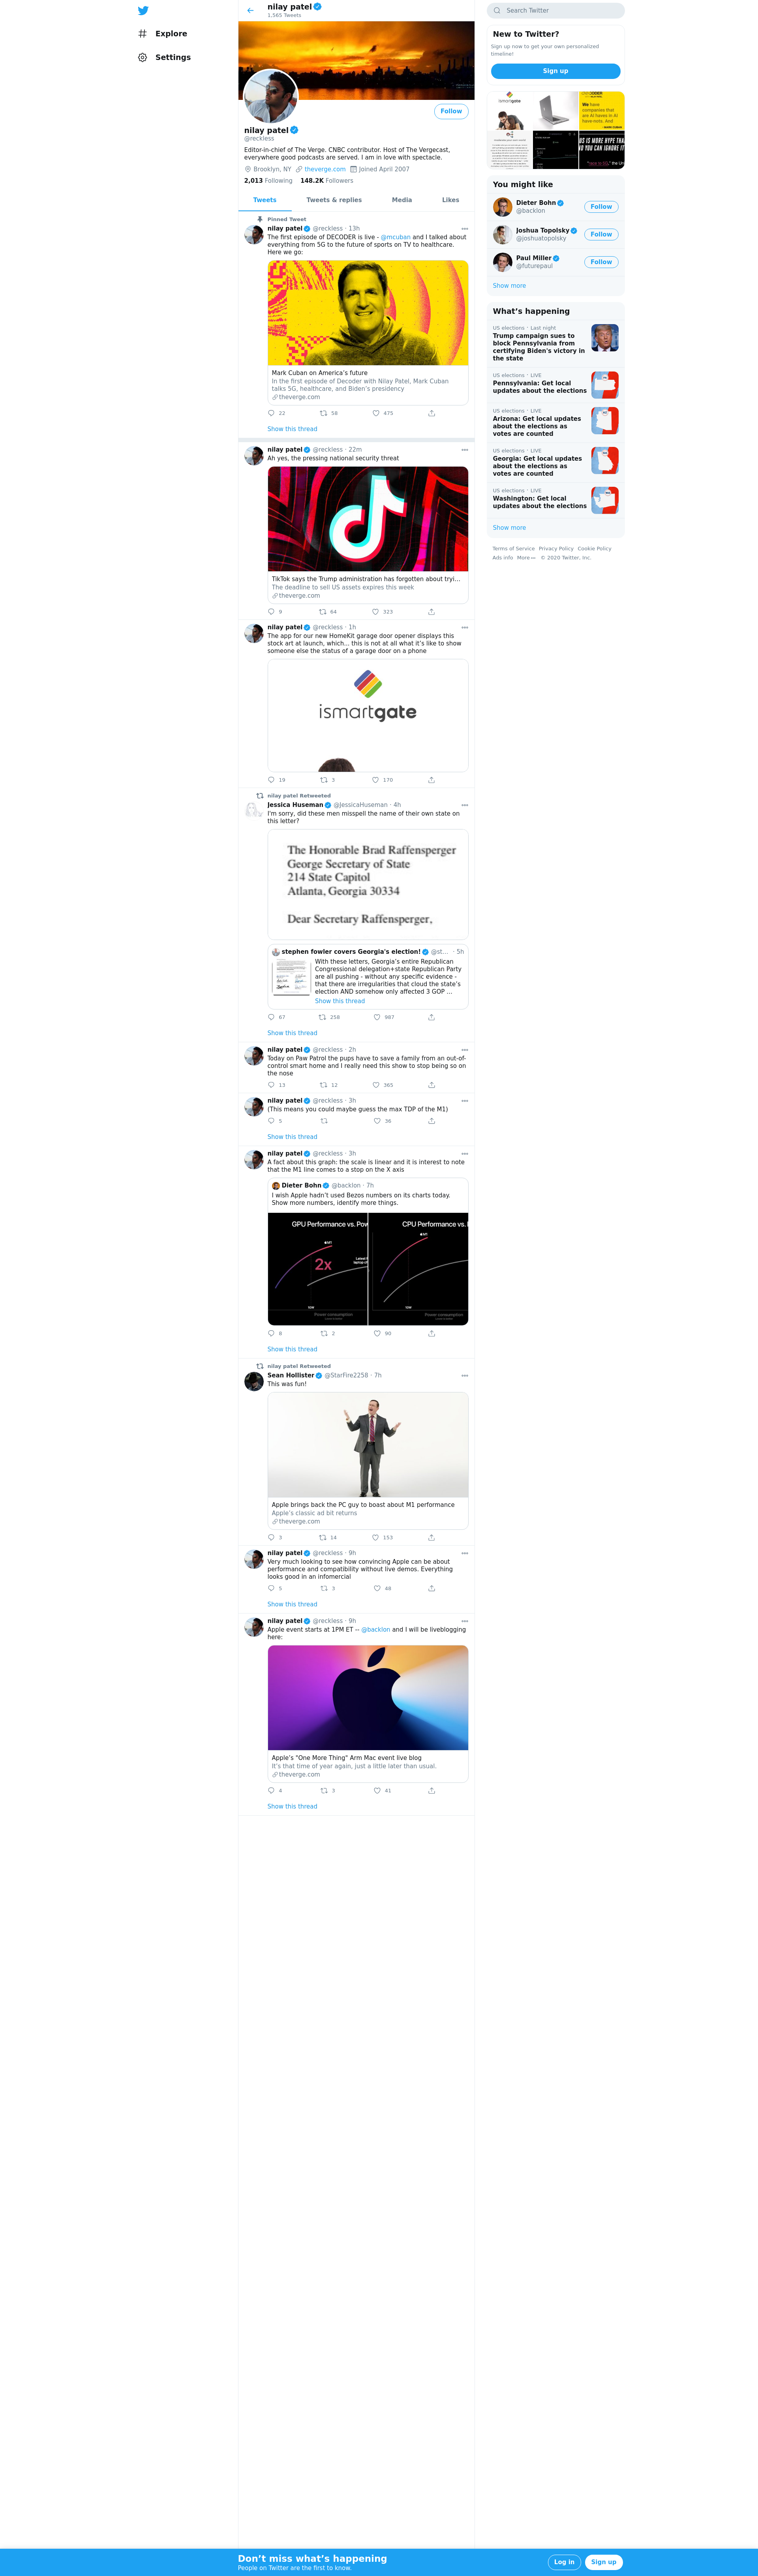 Explore
Settings
nilay patel
1,565 Tweets
Follow
nilay patel
@reckless
Editor-in-chief of The Verge. CNBC contributor. Host of The Vergecast,
everywhere good podcasts are served. I am in love with spectacle.
Brooklyn, NY theverge.com Joined April 2007
2,013 Following 148.2K Followers
Tweets Tweets & replies Media Likes
Pinned Tweet
nilay patel @reckless · 13h
The first episode of DECODER is live - @mcuban and I talked about
everything from 5G to the future of sports on TV to healthcare.
Here we go:
Mark Cuban on America's future
In the first episode of Decoder with Nilay Patel, Mark Cuban
talks 5G, healthcare, and Biden's presidency
theverge.com
22 58 475
Show this thread
nilay patel @reckless · 22m
Ah yes, the pressing national security threat
TikTok says the Trump administration has forgotten about tryi...
The deadline to sell US assets expires this week
theverge.com
9 64 323
nilay patel @reckless · 1h
The app for our new HomeKit garage door opener displays this
stock art at launch, which... this is not at all what it's like to show
someone else the status of a garage door on a phone
ismartgate
19 3 170
nilay patel Retweeted
Jessica Huseman @JessicaHuseman · 4h
I'm sorry, did these men misspell the name of their own state on
this letter?
The Honorable Brad Raffensperger
George Secretary of State
214 State Capitol
Atlanta, Georgia 30334
Dear Secretary Raffensperger,
stephen fowler covers Georgia's election! @st... · 5h
With these letters, Georgia's entire Republican
Congressional delegation+state Republican Party
are all pushing - without any specific evidence -
that there are irregularities that cloud the state's
election AND somehow only affected 3 GOP ...
Show this thread
67 258 987
Show this thread
nilay patel @reckless · 2h
Today on Paw Patrol the pups have to save a family from an out-of-
control smart home and I really need this show to stop being so on
the nose
13 12 365
nilay patel @reckless · 3h
(This means you could maybe guess the max TDP of the M1)
5 36
Show this thread
nilay patel @reckless · 3h
A fact about this graph: the scale is linear and it is interest to note
that the M1 line comes to a stop on the X axis
Dieter Bohn @backlon · 7h
I wish Apple hadn't used Bezos numbers on its charts today.
Show more numbers, identify more things.
GPU Performance vs. Pow
M1
2x
10W
Power consumption
CPU Performance vs. 
M1
10W
Power consumption
8 2 90
Show this thread
nilay patel Retweeted
Sean Hollister @StarFire2258 · 7h
This was fun!
Apple brings back the PC guy to boast about M1 performance
Apple's classic ad bit returns
theverge.com
3 14 153
nilay patel @reckless · 9h
Very much looking to see how convincing Apple can be about
performance and compatibility without live demos. Everything
looks good in an infomercial
5 3 48
Show this thread
nilay patel @reckless · 9h
Apple event starts at 1PM ET -- @backlon and I will be liveblogging
here:
Apple's "One More Thing" Arm Mac event live blog
It's that time of year again, just a little later than usual.
theverge.com
4 3 41
Show this thread
Search Twitter
New to Twitter?
Sign up now to get your own personalized
timeline!
Sign up
ismartgate
We have
companies that
are AI haves in AI
have nots. And
You might like
Dieter Bohn
@backlon
Follow
Joshua Topolsky
@joshuatopolsky
Follow
Paul Miller
@futurepaul
Follow
Show more
What's happening
US elections · Last night
Trump campaign sues to
block Pennsylvania from
certifying Biden's victory in
the state
US elections · LIVE
Pennsylvania: Get local
updates about the elections
US elections · LIVE
Arizona: Get local updates
about the elections as
votes are counted
US elections · LIVE
Georgia: Get local updates
about the elections as
votes are counted
US elections · LIVE
Washington: Get local
updates about the elections
Show more
Terms of Service Privacy Policy Cookie Policy
Ads info More © 2020 Twitter, Inc.
Don't miss what's happening
People on Twitter are the first to know.
Log in
Sign up